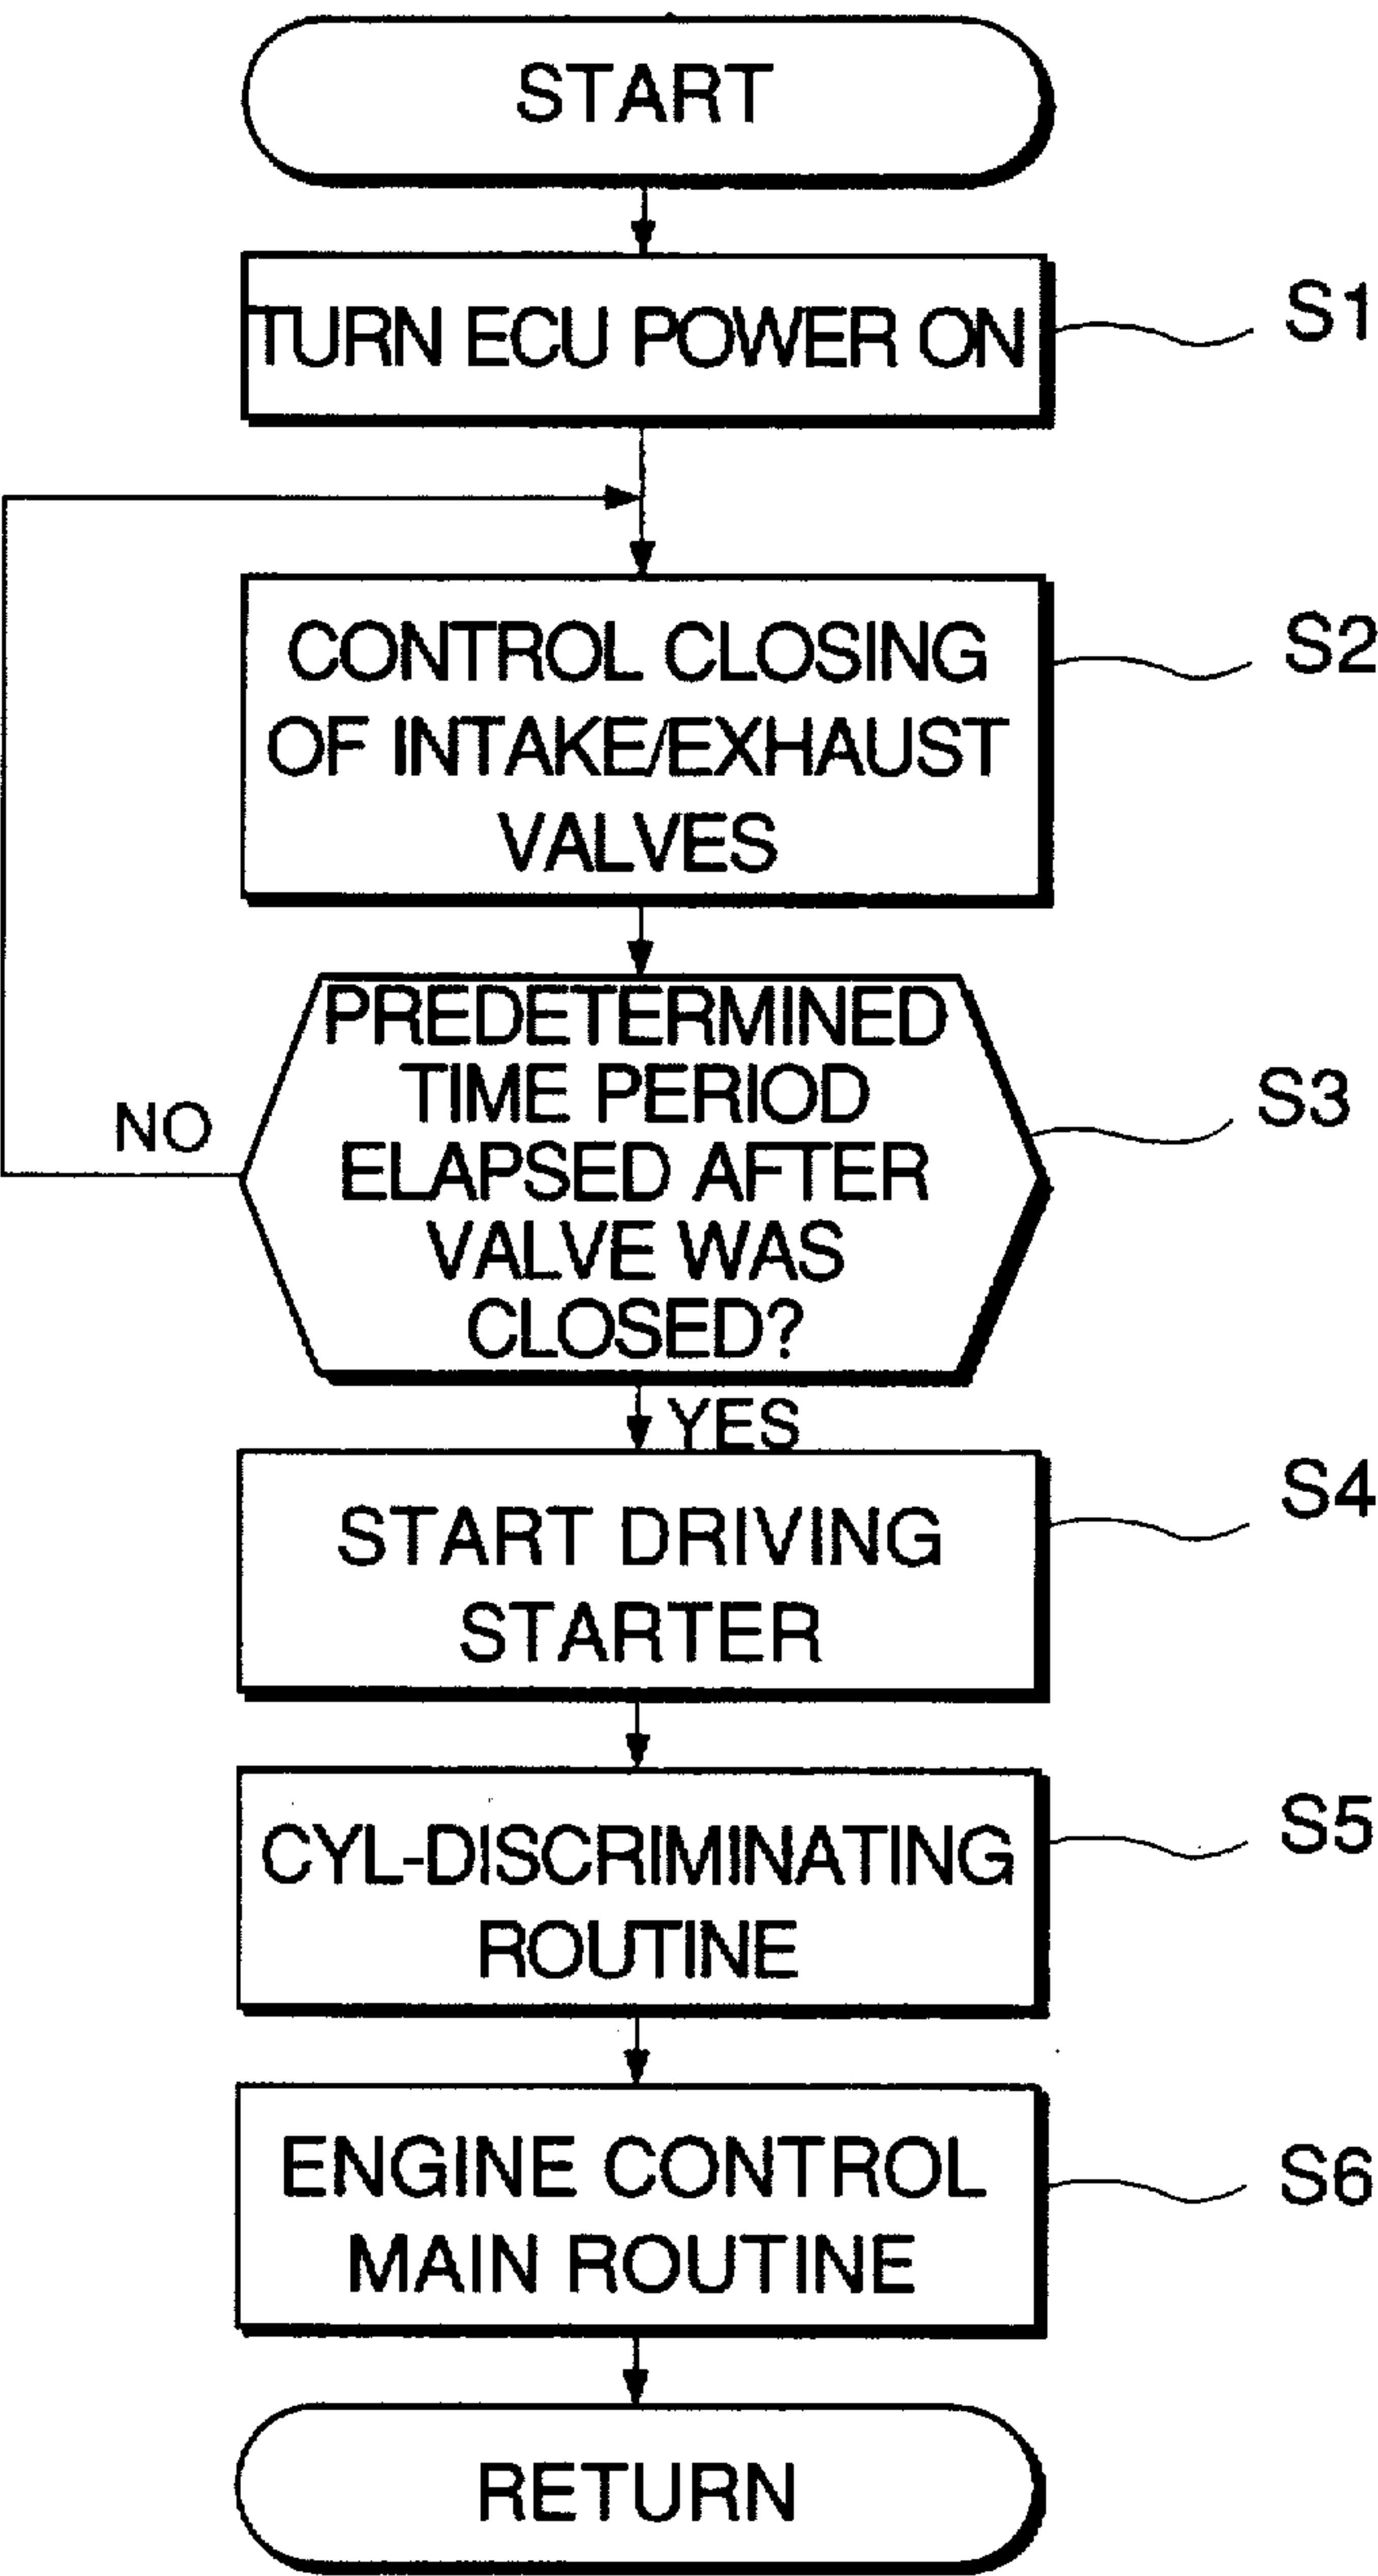 START
TURN ECU POWER ON
S1
CONTROL CLOSING
OF INTAKE/EXHAUST
VALVES
S2
PREDETERMINED
TIME PERIOD
ELAPSED AFTER
VALVE WAS
CLOSED?
S3
NO
YES
START DRIVING
STARTER
S4
CYL-DISCRIMINATING
ROUTINE
S5
ENGINE CONTROL
MAIN ROUTINE
S6
RETURN